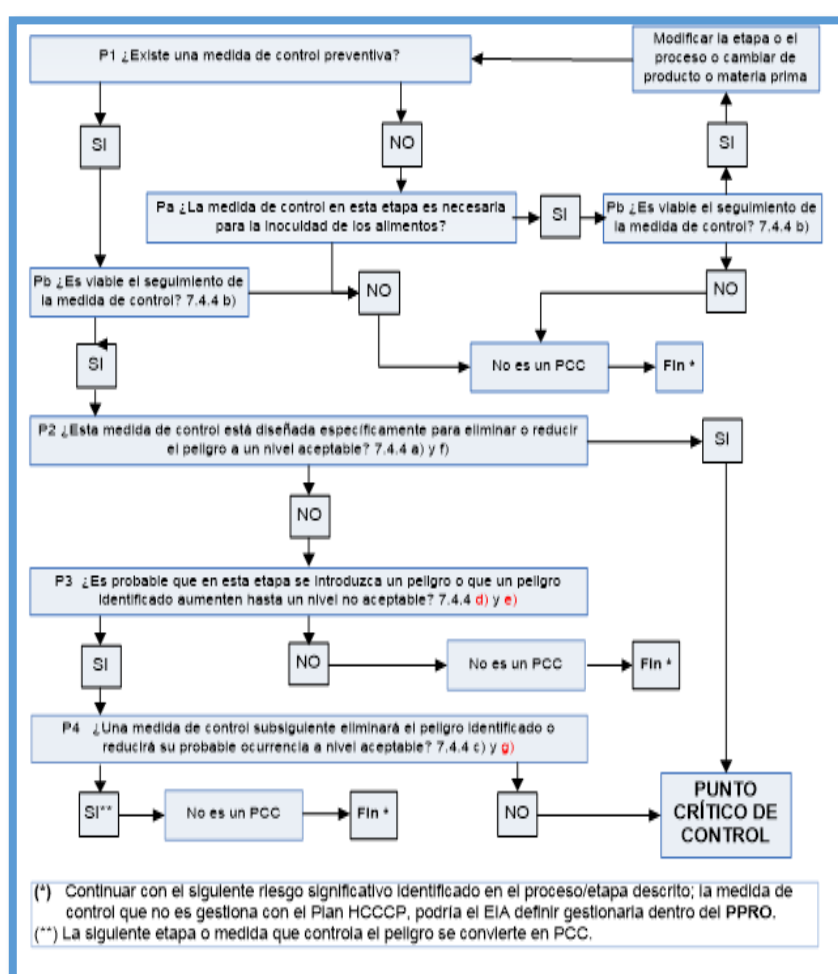 P1 ¿Existe una medida de control preventiva?
Modificar la etapa o el
proceso o cambiar de
producto o materia prima
SI
NO
SI
Pa ¿La medida de control en esta etapa es necesaria
para la inocuidad de los alimentos?
SI
Pb ¿Es viable el seguimiento de
la medida de control? 7.4.4 b)
Pb ¿Es viable el seguimiento de
la medida de control? 7.4.4 b)
NO
NO
SI
No es un PCC
Fin *
P2 ¿Esta medida de control está diseñada específicamente para eliminar o reducir
el peligro a un nivel aceptable? 7.4.4 a) y f)
SI
NO
P3 ¿Es probable que en esta etapa se introduzca un peligro o que un peligro
identificado aumenten hasta un nivel no aceptable? 7.4.4 d) y e)
SI
NO
No es un PCC
Fin *
P4 ¿Una medida de control subsiguiente eliminará el peligro identificado o
reducirá su probable ocurrencia a nivel aceptable? 7.4.4 c) y g)
SI**
No es un PCC
Fin *
NO
PUNTO
CRÍTICO DE
CONTROL
(*) Continuar con el siguiente riesgo significativo identificado en el proceso/etapa descrito; la medida de
control que no es gestiona con el Plan HCCCP, podría el EIA definir gestionarla dentro del PPRO.
(**) La siguiente etapa o medida que controla el peligro se convierte en PCC.